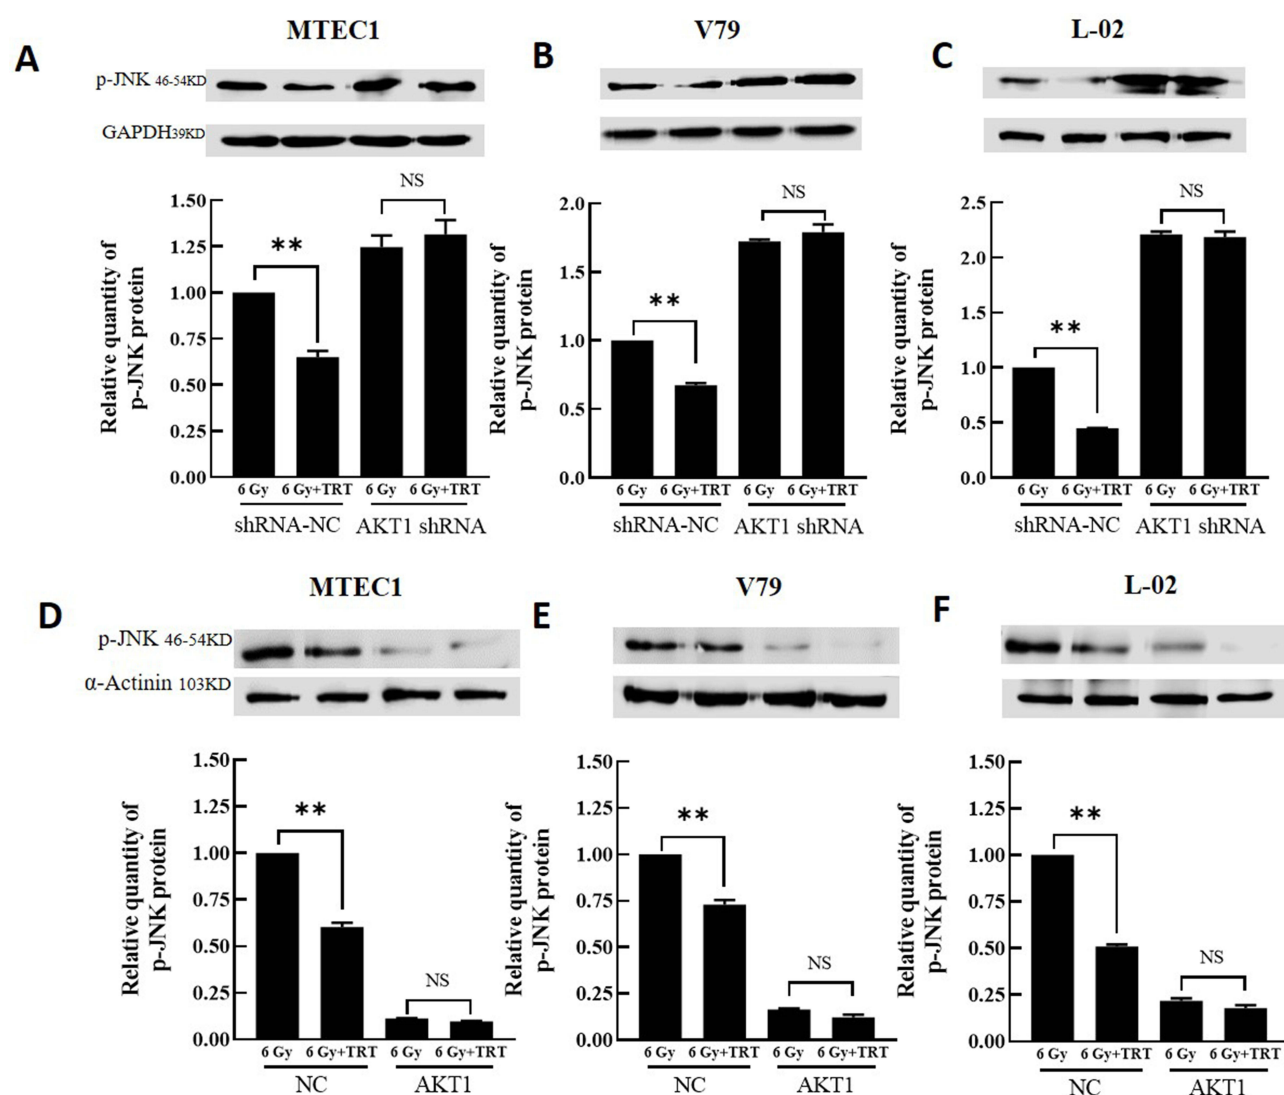 MTEC1
V79
L-02
A
B
C
p-JNK 46-54KD
GAPDH39KD
NS
NS
NS
**
**
**
Relative quantity of
p-JNK protein
1.50
1.25
1.00
0.75
0.50
0.25
0.00
Relative quantity of
p-JNK protein
2.0
1.5
1.0
0.5
0.0
Relative quantity of
p-JNK protein
2.5
2.0
1.5
1.0
0.5
0.0
6 Gy 6 Gy+TRT 6 Gy 6 Gy+TRT
shRNA-NC AKT1 shRNA
6 Gy 6 Gy+TRT 6 Gy 6 Gy+TRT
shRNA-NC AKT1 shRNA
6 Gy 6 Gy+TRT 6 Gy 6 Gy+TRT
shRNA-NC AKT1 shRNA
MTEC1
V79
L-02
D
E
F
p-JNK 46-54KD
α-Actinin 103KD
**
**
**
NS
NS
NS
Relative quantity of
p-JNK protein
1.50
1.25
1.00
0.75
0.50
0.25
0.00
Relative quantity of
p-JNK protein
1.50
1.25
1.00
0.75
0.50
0.25
0.00
Relative quantity of
p-JNK protein
1.50
1.25
1.00
0.75
0.50
0.25
0.00
6 Gy 6 Gy+TRT 6 Gy 6 Gy+TRT
NC AKT1
6 Gy 6 Gy+TRT 6 Gy 6 Gy+TRT
NC AKT1
6 Gy 6 Gy+TRT 6 Gy 6 Gy+TRT
NC AKT1